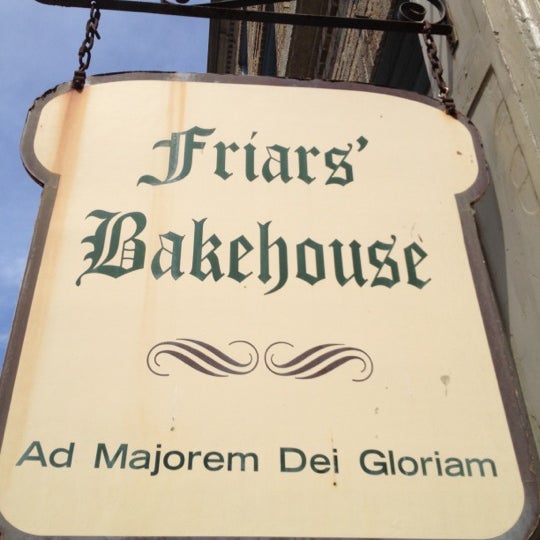 Friars'
Bakehouse
Ad Majorem Dei Gloriam